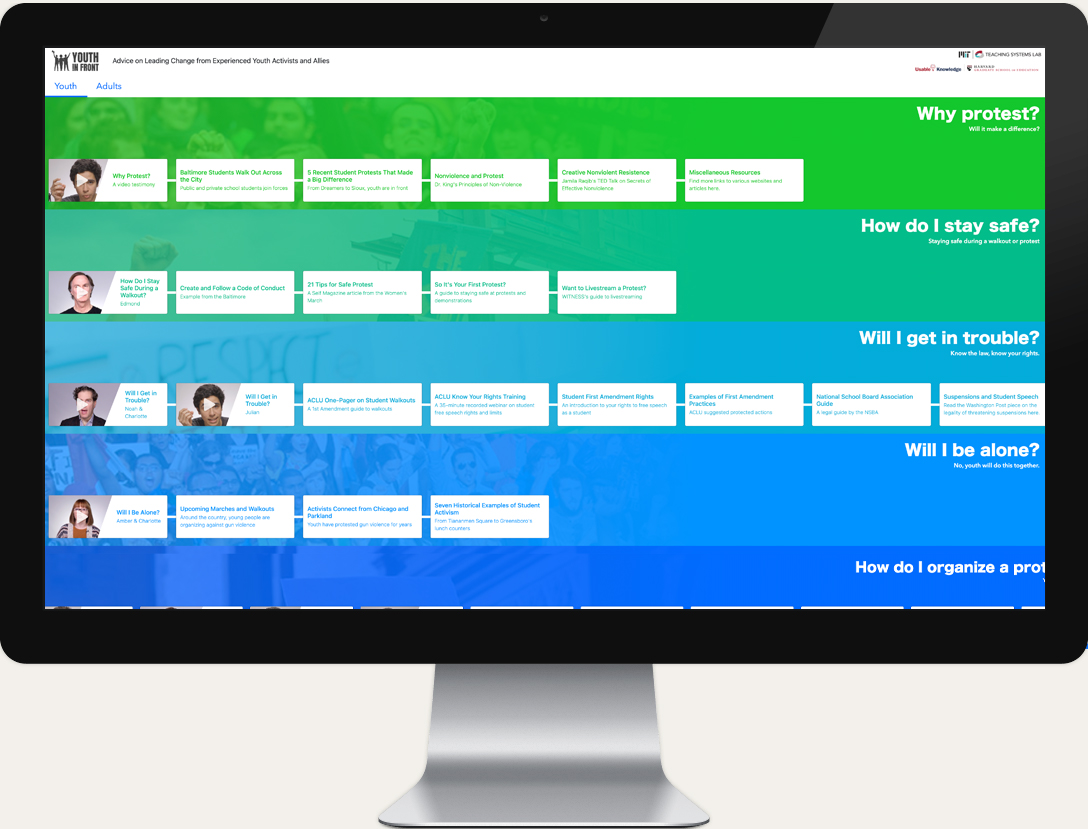 YOUTH
IN FRONT
Advice on Leading Change from Experienced Youth Activists and Allies
MIT
TEACHING SYSTEMS LAB
Usable Knowledge
HARVARD
GRADUATE SCHOOL OF EDUCATION
Youth
Adults
Why protest?
Will it make a difference?
Why Protest?
A video testimony
Baltimore Students Walk Out Across
the City
Public and private school students join forces
5 Recent Student Protests That Made
a Big Difference
From Dreamers to Sioux, youth are in front
Nonviolence and Protest
Dr. King's Principles of Non-Violence
Creative Nonviolent Resistence
Jamila Raqib's TED Talk on Secrets of
Effective Nonviolence
Miscellaneous Resources
Find more links to various websites and
articles here.
How do I stay safe?
Staying safe during a walkout or protest
THE
How Do I Stay
Safe During a
Walkout?
Edmond
Create and Follow a Code of Conduct
Example from the Baltimore
21 Tips for Safe Protest
A Self Magazine article from the Women's
March
So It's Your First Protest?
A guide to staying safe at protests and
demonstrations
Want to Livestream a Protest?
WITNESS's guide to livestreaming
Will I get in trouble?
Know the law, know your rights.
RESPECT
Will I Get in
Trouble?
Noah &
Charlotte
Will I Get in
Trouble?
Julian
ACLU One-Pager on Student Walkouts
A 1st Amendment guide to walkouts
ACLU Know Your Rights Training
A 35-minute recorded webinar on student
free speech rights and limits
Student First Amendment Rights
An introduction to your rights to free speech
as a student
Examples of First Amendment
Practices
ACLU suggested protected actions
National School Board Association
Guide
A legal guide by the NSBA
Suspensions and Student Speech
Read the Washington Post piece on the
legality of threatening suspensions here.
Will I be alone?
No, youth will do this together.
Will I Be Alone?
Amber & Charlotte
Upcoming Marches and Walkouts
Around the country, young people are
organizing against gun violence
Activists Connect from Chicago and
Parkland
Youth have protested gun violence for years
Seven Historical Examples of Student
Activism
From Tiananmen Square to Greensboro's
lunch counters
How do I organize a prot